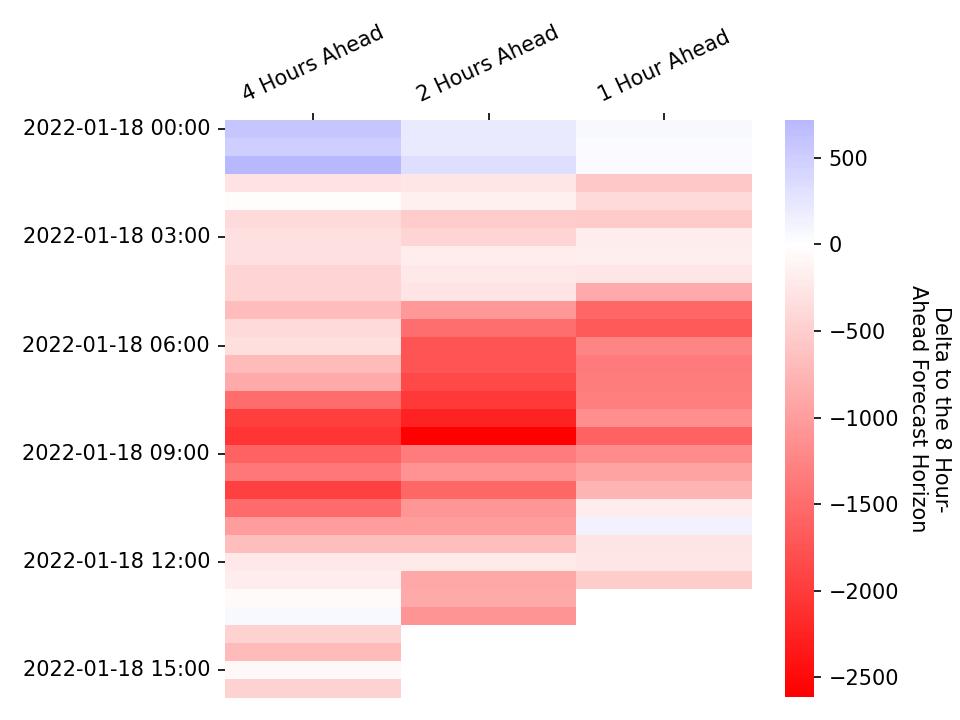 4 Hours Ahead
2 Hours Ahead
1 Hour Ahead
2022-01-18 00:00
2022-01-18 03:00
2022-01-18 06:00
2022-01-18 09:00
2022-01-18 12:00
2022-01-18 15:00
500
0
−500
−1000
−1500
−2000
−2500
Delta to the 8 Hour-
Ahead Forecast Horizon